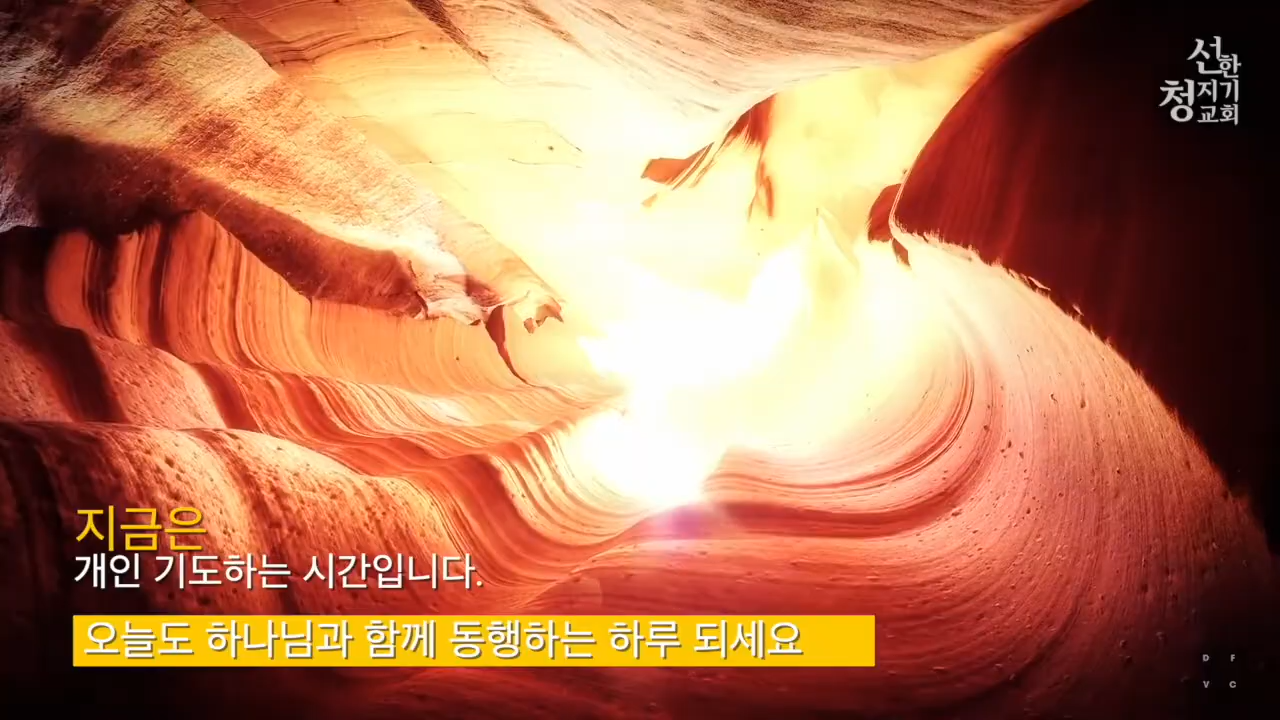 선한
청지기
교회
지금은
개인 기도하는 시간입니다.
오늘도 하나님과 함께 동행하는 하루 되세요
D F
V C